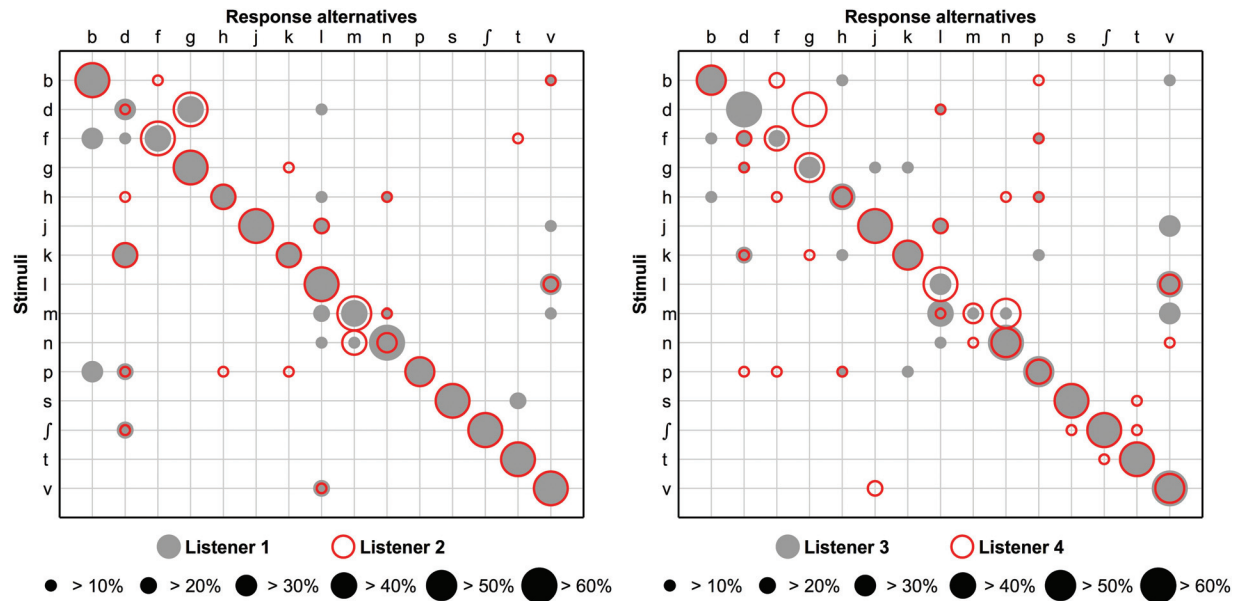 Response alternatives
b d f g h j k l m n p s ʃ t v
Stimuli
b
d
f
g
h
j
k
l
m
n
p
s
ʃ
t
v
Listener 1 Listener 2
> 10% > 20% > 30% > 40% > 50% > 60%
Response alternatives
b d f g h j k l m n p s ʃ t v
Stimuli
b
d
f
g
h
j
k
l
m
n
p
s
ʃ
t
v
Listener 3 Listener 4
> 10% > 20% > 30% > 40% > 50% > 60%